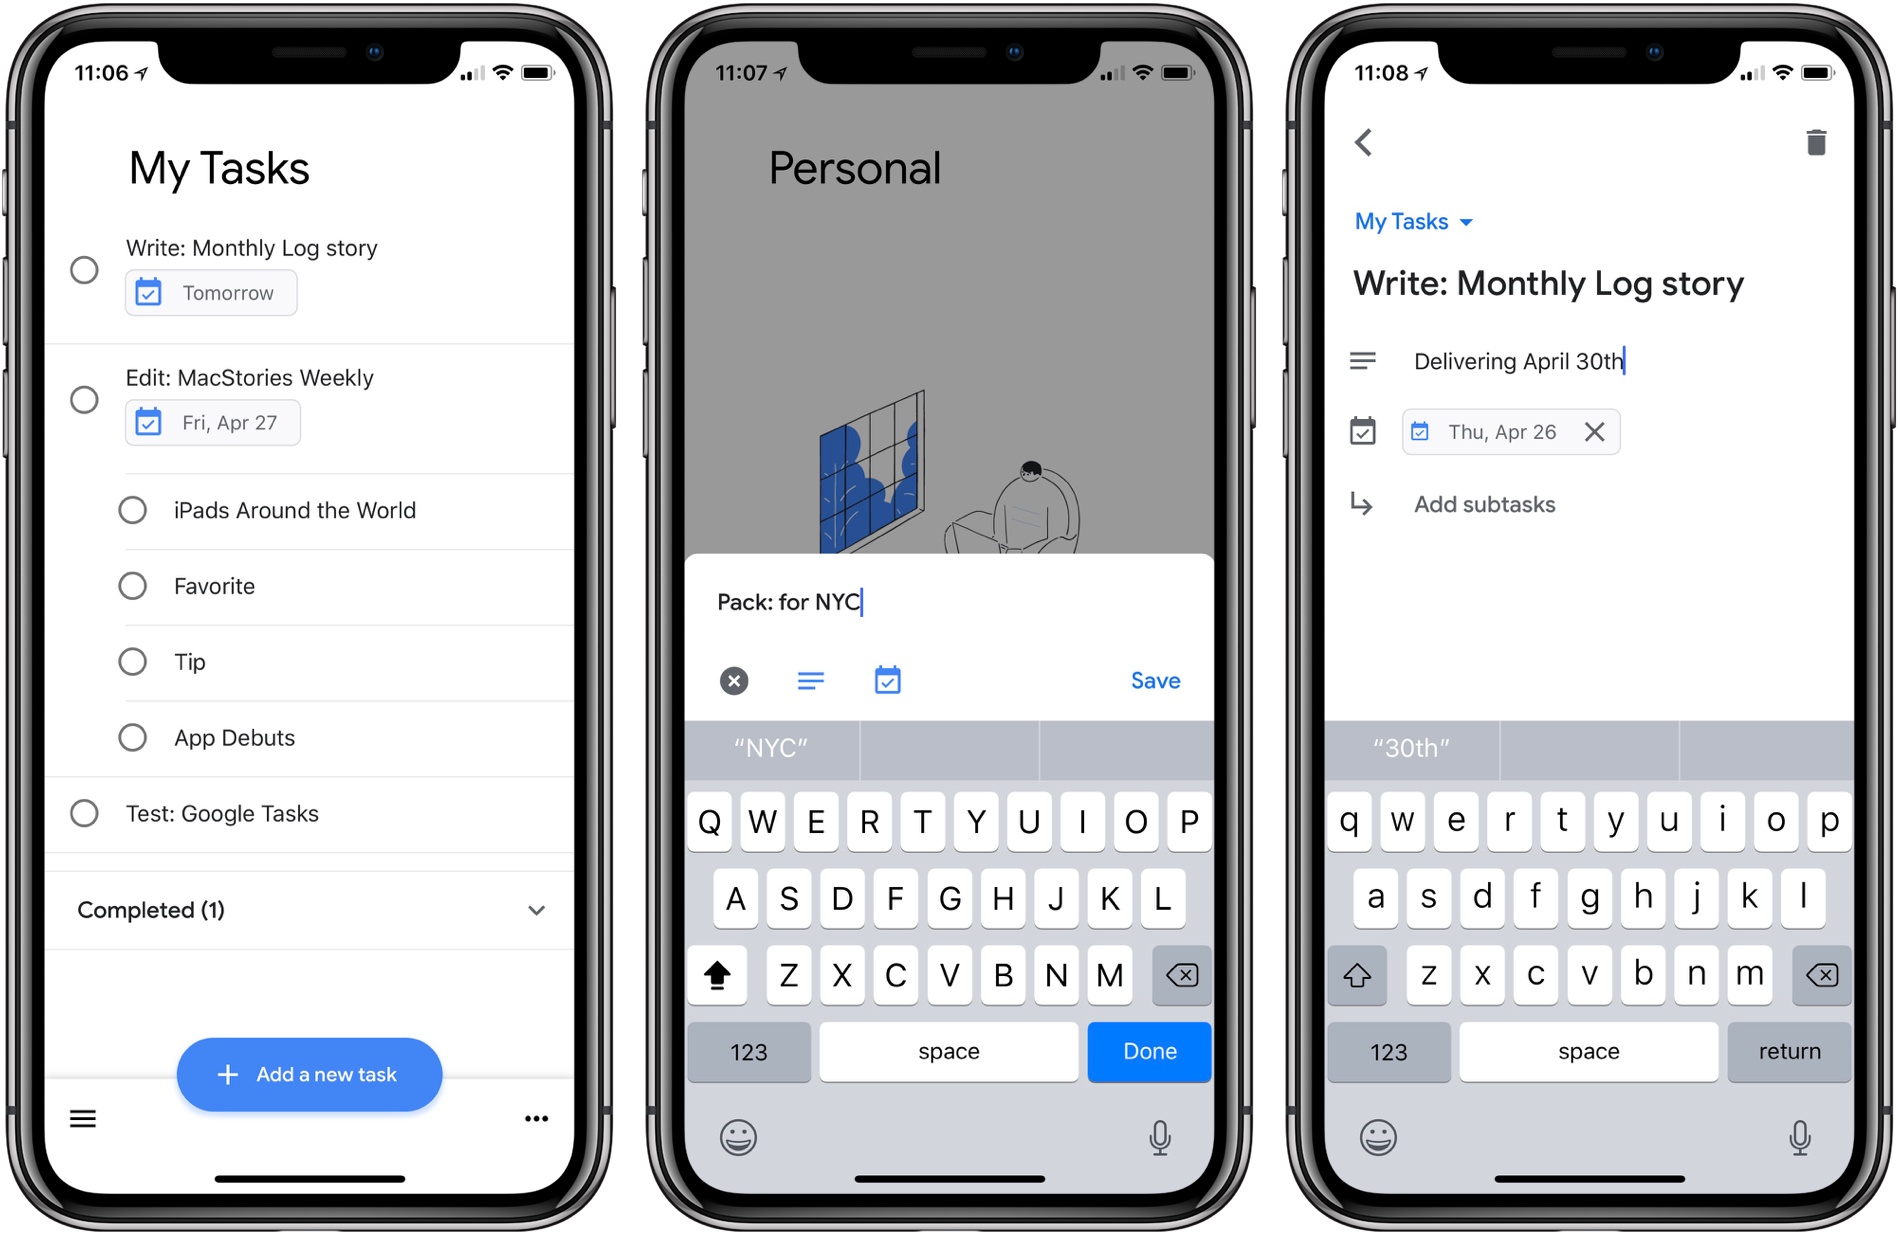 11:06
My Tasks
Write: Monthly Log story
Tomorrow
Edit: MacStories Weekly
Fri, Apr 27
iPads Around the World
Favorite
Tip
App Debuts
Test: Google Tasks
Completed (1)
+ Add a new task
11:07
Personal
Pack: for NYC
Save
“NYC”
Q W E R T Y U I O P
A S D F G H J K L
Z X C V B N M
123 space Done
11:08
My Tasks
Write: Monthly Log story
Delivering April 30th
Thu, Apr 26
Add subtasks
“30th”
q w e r t y u i o p
a s d f g h j k l
z x c v b n m
123 space return